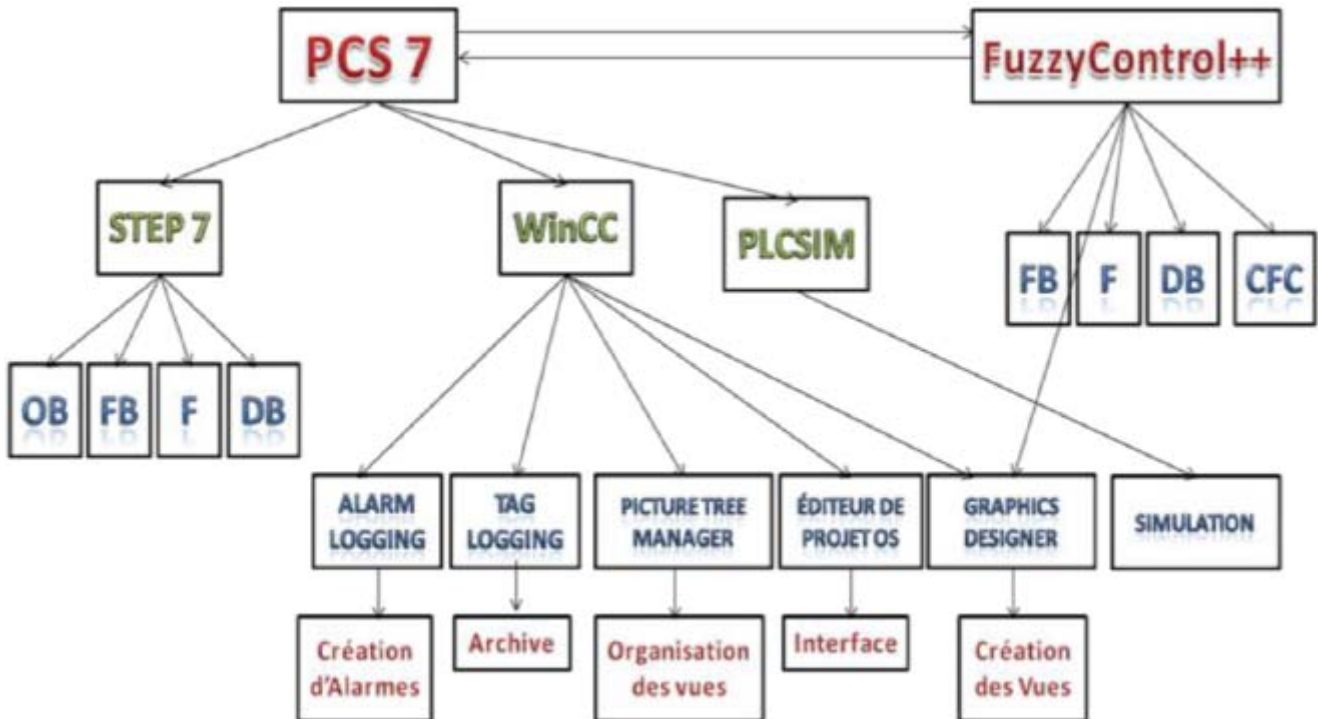 PCS 7
FuzzyControl++
STEP 7
WinCC
PLCSIM
FB
F
DB
CFC
OB
FB
F
DB
ALARM
LOGGING
TAG
LOGGING
PICTURE TREE
MANAGER
ÉDITEUR DE
PROJET OS
GRAPHICS
DESIGNER
SIMULATION
Création
d'Alarmes
Archive
Organisation
des vues
Interface
Création
des Vues